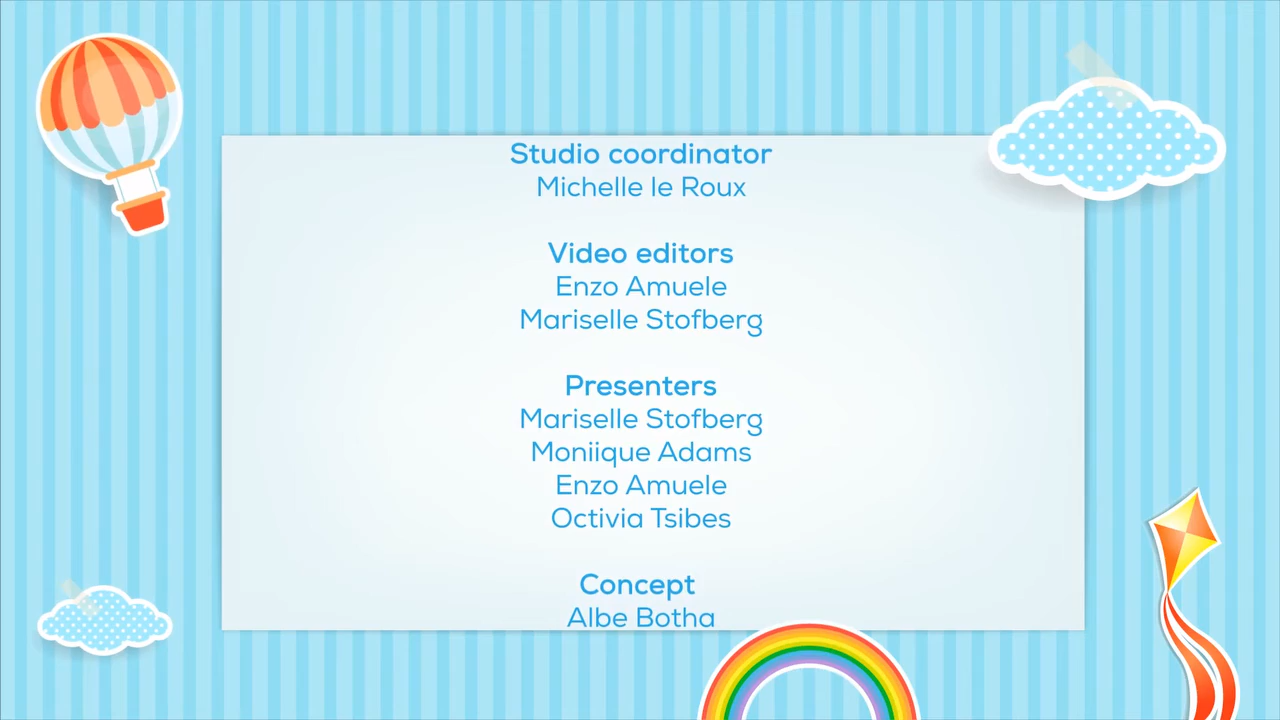 Studio coordinator
Michelle le Roux
Video editors
Enzo Amuele
Mariselle Stofberg
Presenters
Mariselle Stofberg
Moniique Adams
Enzo Amuele
Octivia Tsibes
Concept
Albe Botha